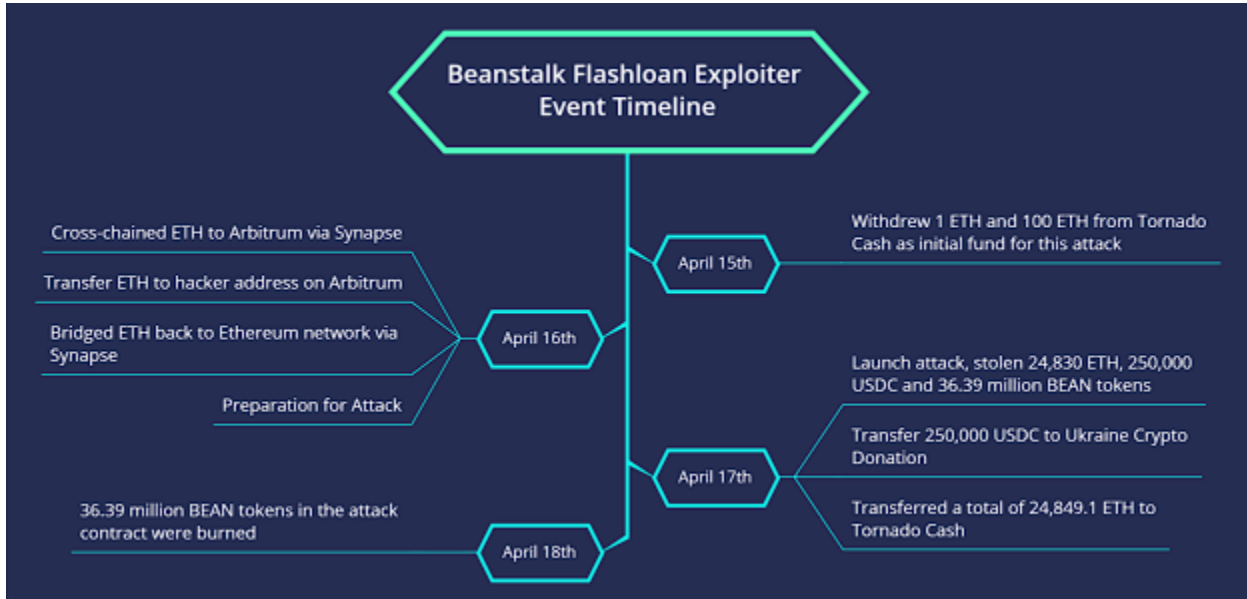 Beanstalk Flashloan Exploiter
Event Timeline
April 15th
Withdrew 1 ETH and 100 ETH from Tornado
Cash as initial fund for this attack
April 16th
Cross-chained ETH to Arbitrum via Synapse
Transfer ETH to hacker address on Arbitrum
Bridged ETH back to Ethereum network via
Synapse
Preparation for Attack
April 17th
Launch attack, stolen 24,830 ETH, 250,000
USDC and 36.39 million BEAN tokens
Transfer 250,000 USDC to Ukraine Crypto
Donation
Transferred a total of 24,849.1 ETH to
Tornado Cash
April 18th
36.39 million BEAN tokens in the attack
contract were burned